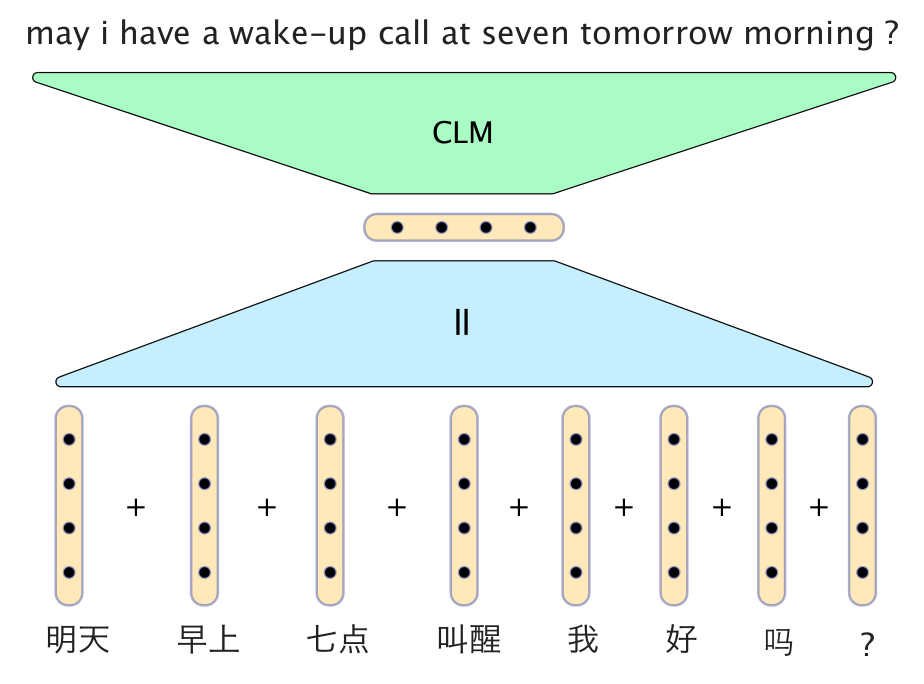 may i have a wake-up call at seven tomorrow morning ?
CLM
||
+ + + + + + +
明天 早上 七点 叫醒 我 好 吗 ?